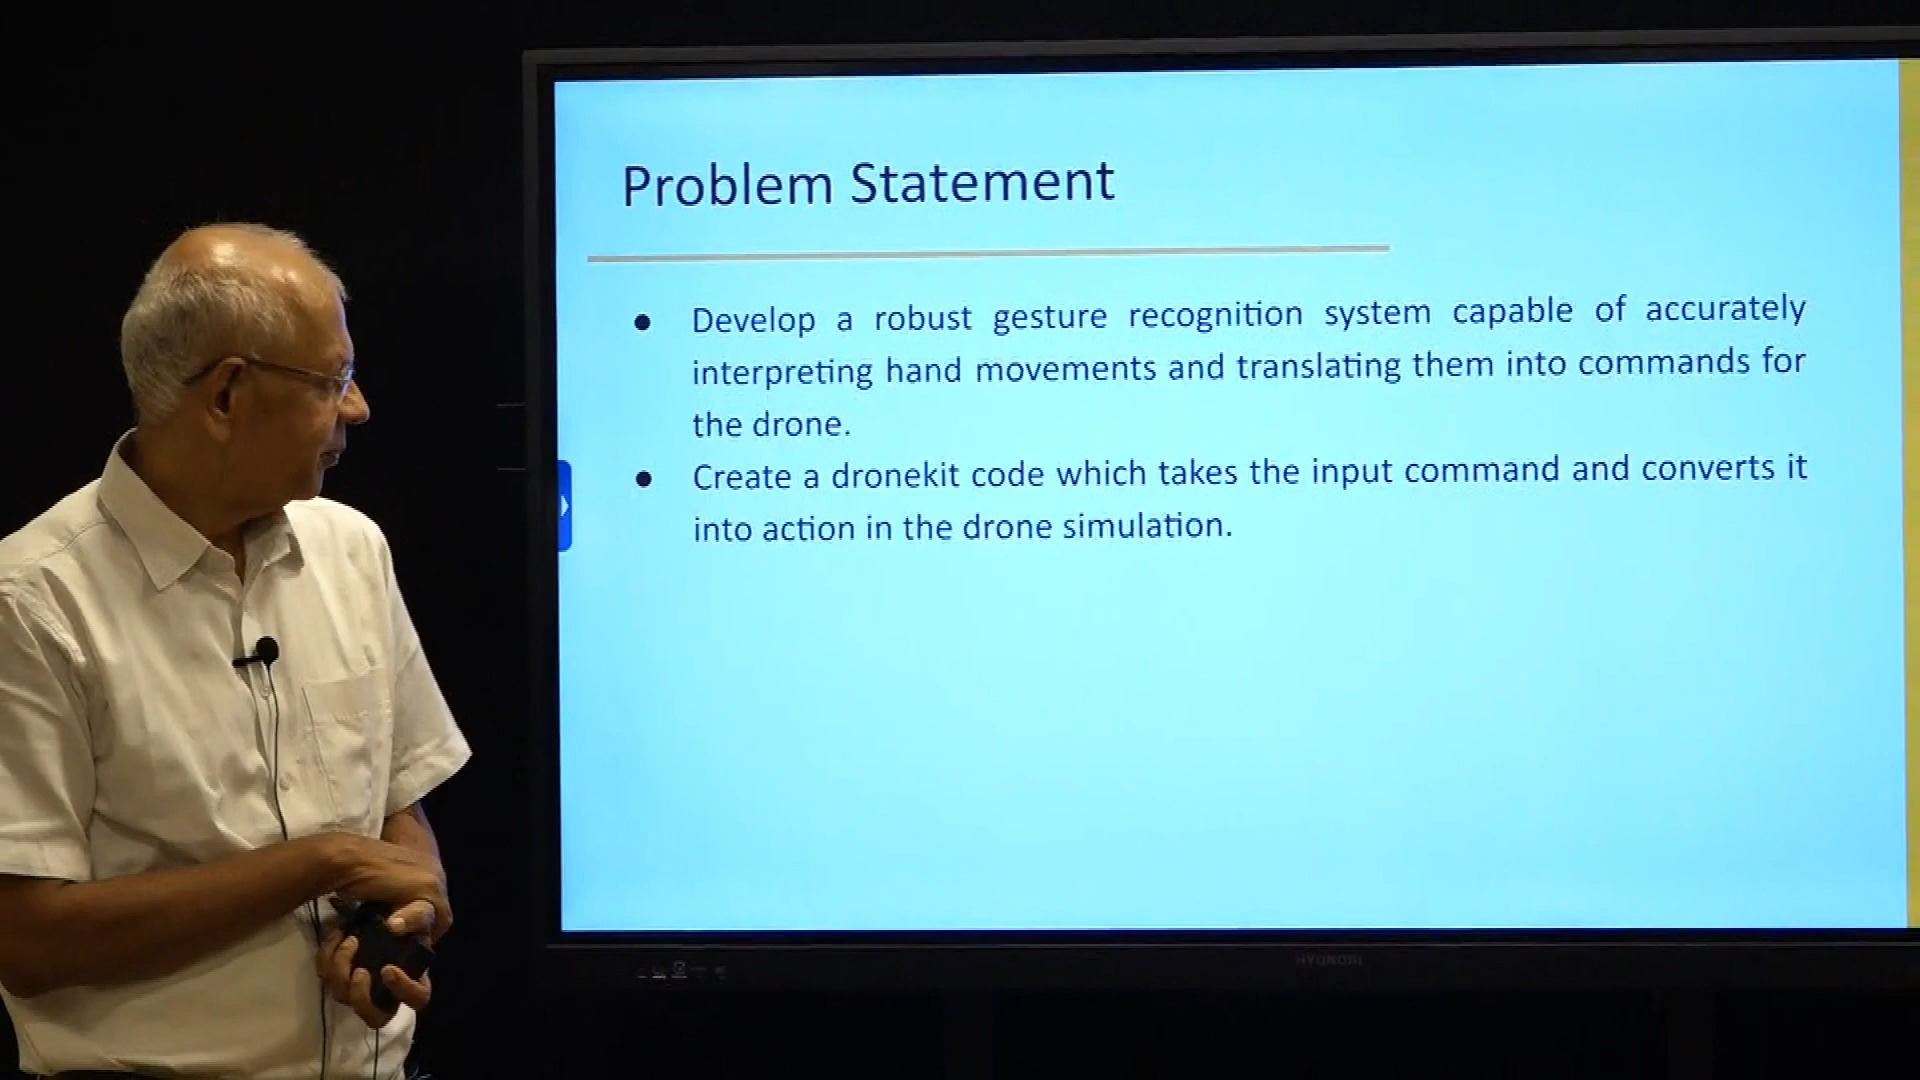 Problem Statement
● Develop a robust gesture recognition system capable of accurately
interpreting hand movements and translating them into commands for
the drone.
● Create a dronekit code which takes the input command and converts it
into action in the drone simulation.
HYUNDAI